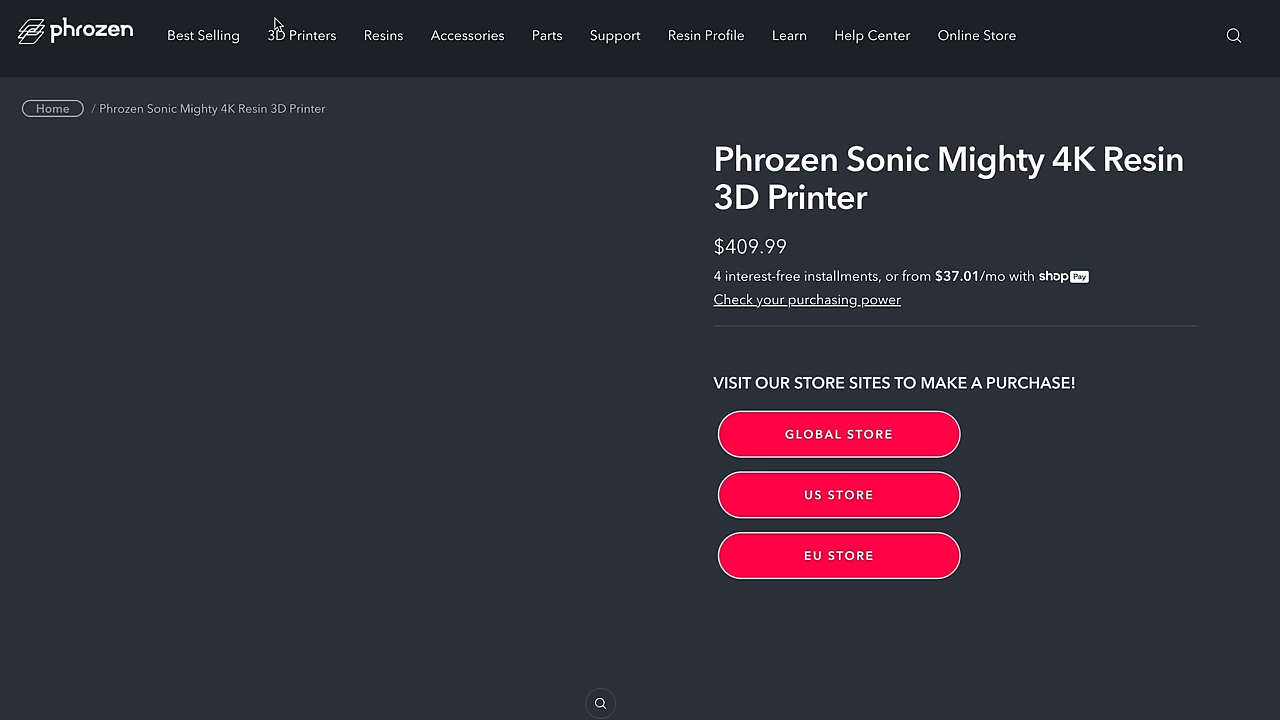 phrozen
Best Selling
3D Printers
Resins
Accessories
Parts
Support
Resin Profile
Learn
Help Center
Online Store
Home / Phrozen Sonic Mighty 4K Resin 3D Printer
Phrozen Sonic Mighty 4K Resin
3D Printer
$409.99
4 interest-free installments, or from $37.01/mo with shop Pay
Check your purchasing power
VISIT OUR STORE SITES TO MAKE A PURCHASE!
GLOBAL STORE
US STORE
EU STORE